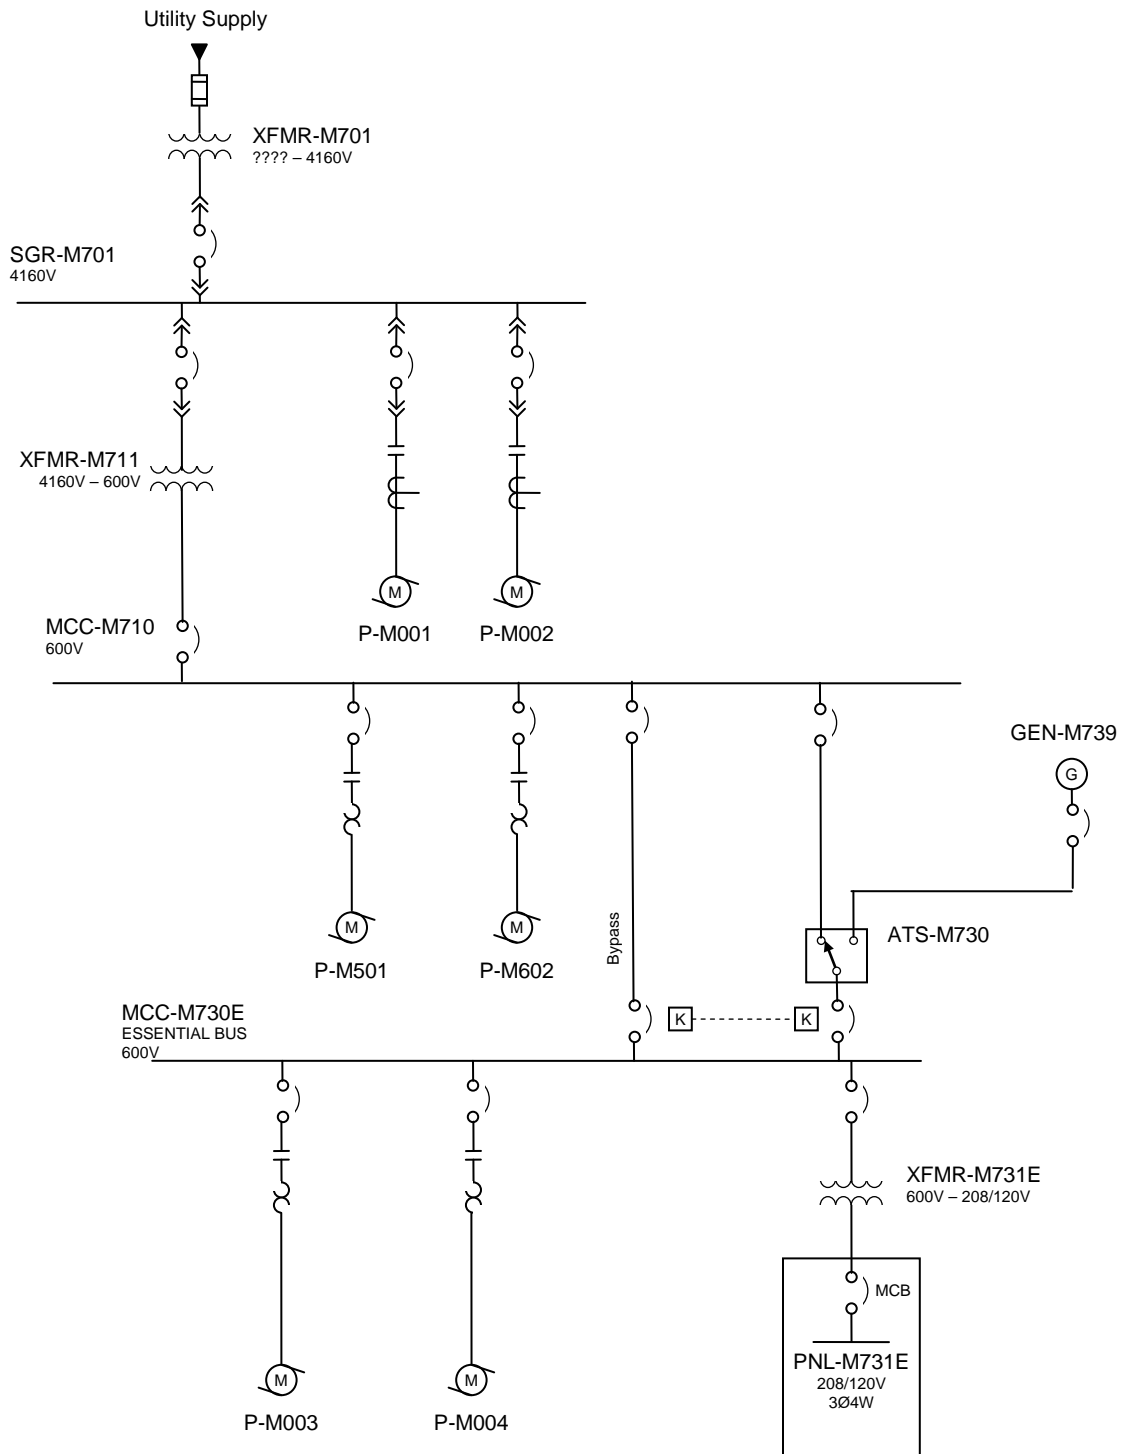 Utility Supply
XFMR-M701
???? – 4160V
SGR-M701
4160V
XFMR-M711
4160V – 600V
M
M
P-M001
P-M002
MCC-M710
600V
GEN-M739
G
Bypass
M
M
ATS-M730
P-M501
P-M602
MCC-M730E
ESSENTIAL BUS
600V
K
K
XFMR-M731E
600V – 208/120V
MCB
PNL-M731E
208/120V
3Ø4W
M
M
P-M003
P-M004